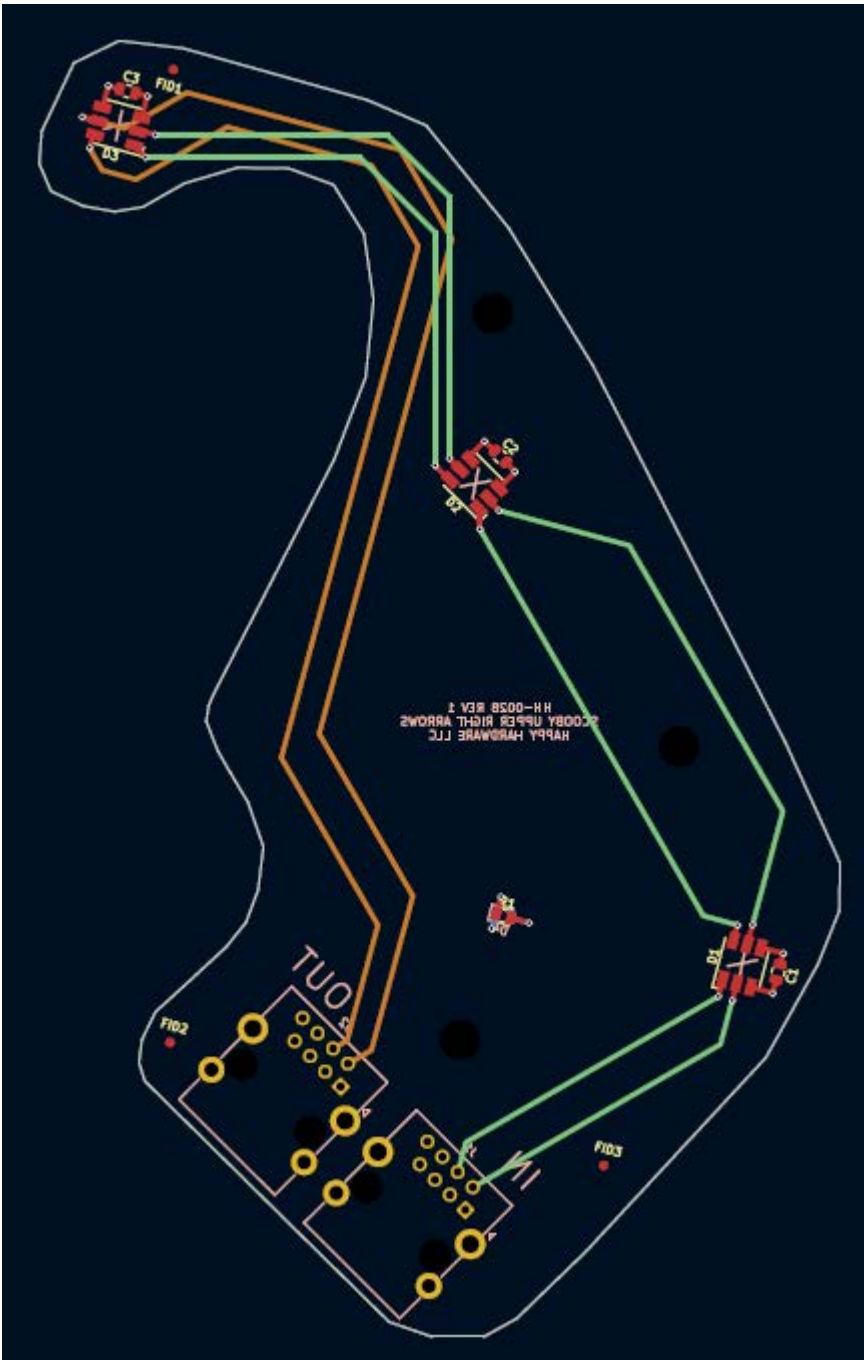 C3
FID1
D3
C2
D2
HH-0028 REV 1
SCOOBY UPPER RIGHT ARROWS
HAPPY HARDWARE LLC
D1
C1
OUT
FID2
FID3
IN